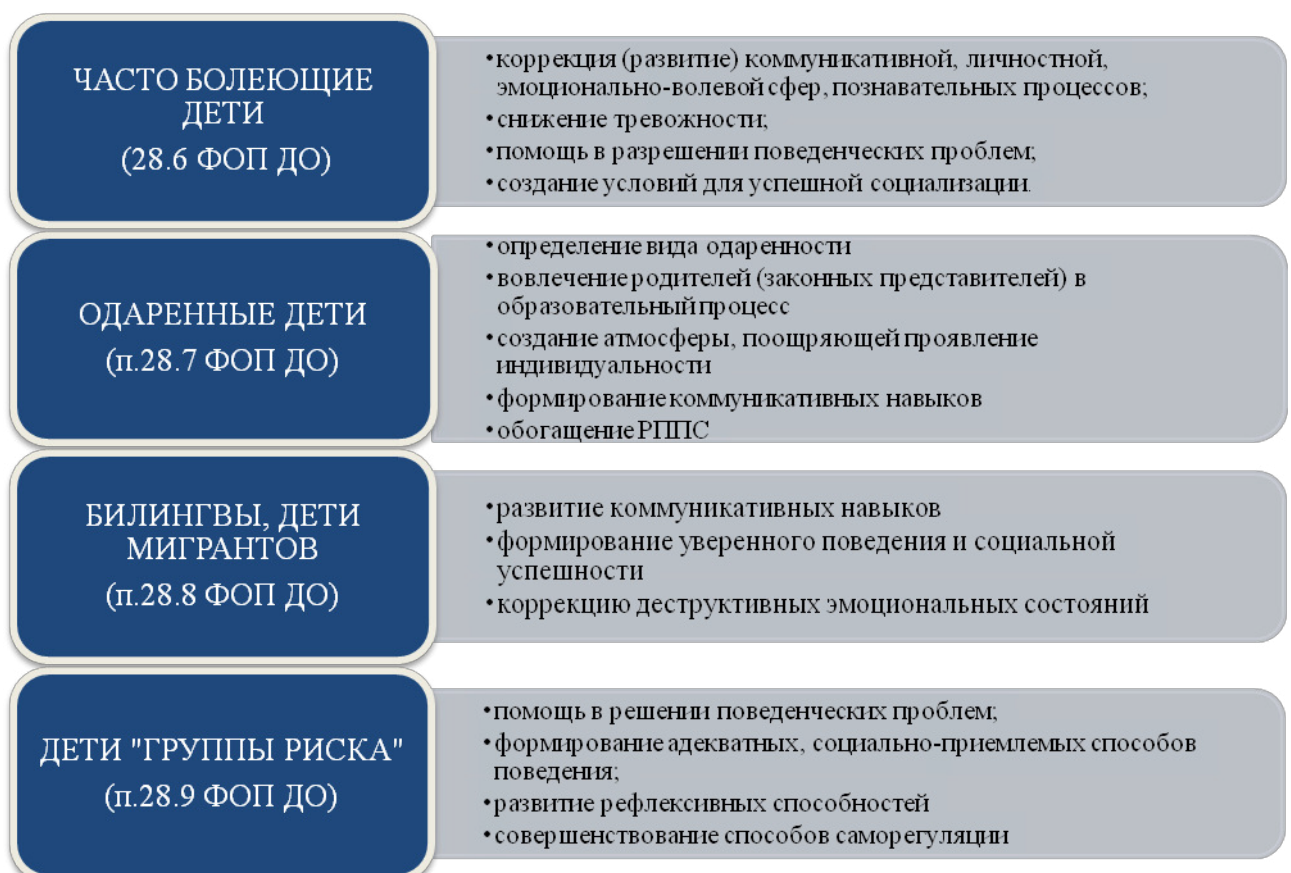 ЧАСТО БОЛЕЮЩИЕ
ДЕТИ
(28.6 ФОП ДО)
•коррекция (развитие) коммуникативной, личностной,
эмоционально-волевой сфер, познавательных процессов;
•снижение тревожности;
•помощь в разрешении поведенческих проблем;
•создание условий для успешной социализации.
ОДАРЕННЫЕ ДЕТИ
(п.28.7 ФОП ДО)
•определение вида одаренности
•вовлечение родителей (законных представителей) в
образовательный процесс
•создание атмосферы, поощряющей проявление
индивидуальности
•формирование коммуникативных навыков
•обогащение РППС
БИЛИНГВЫ, ДЕТИ
МИГРАНТОВ
(п.28.8 ФОП ДО)
•развитие коммуникативных навыков
•формирование уверенного поведения и социальной
успешности
•коррекцию деструктивных эмоциональных состояний
ДЕТИ "ГРУППЫ РИСКА"
(п.28.9 ФОП ДО)
•помощь в решении поведенческих проблем;
•формирование адекватных, социально-приемлемых способов
поведения;
•развитие рефлексивных способностей
•совершенствование способов саморегуляции